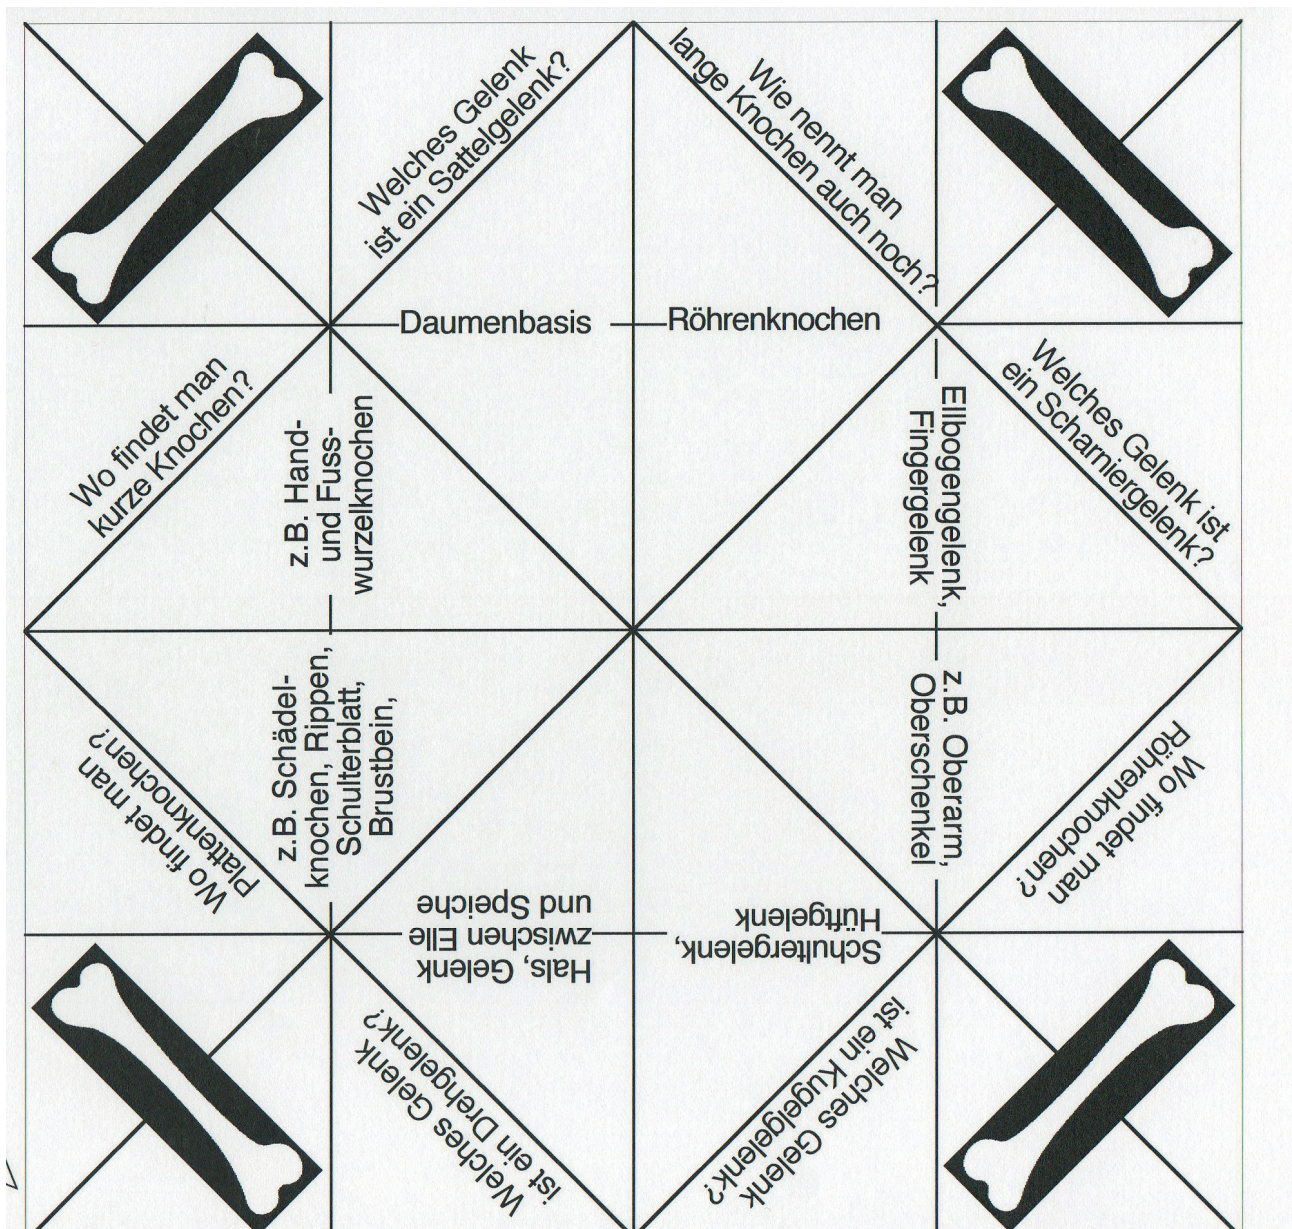 Welches Gelenk
ist ein Sattelgelenk?
Wie nennt man
lange Knochen auch noch?
Daumenbasis
Röhrenknochen
Wo findet man
kurze Knochen?
z.B. Hand-
und Fuss-
wurzelknochen
Ellbogengelenk,
Fingergelenk
Welches Gelenk ist
ein Scharniergelenk?
Wo findet man
Plattenknochen?
z.B. Schädel-
knochen, Rippen,
Schulterblatt,
Brustbein,
z.B. Oberarm,
Oberschenkel
Wo findet man
Röhrenknochen?
Hals, Gelenk
zwischen Elle
und Speiche
Schultergelenk,
Hüftgelenk
Welches Gelenk
ist ein Drehgelenk?
Welches Gelenk
ist ein Kugelgelenk?